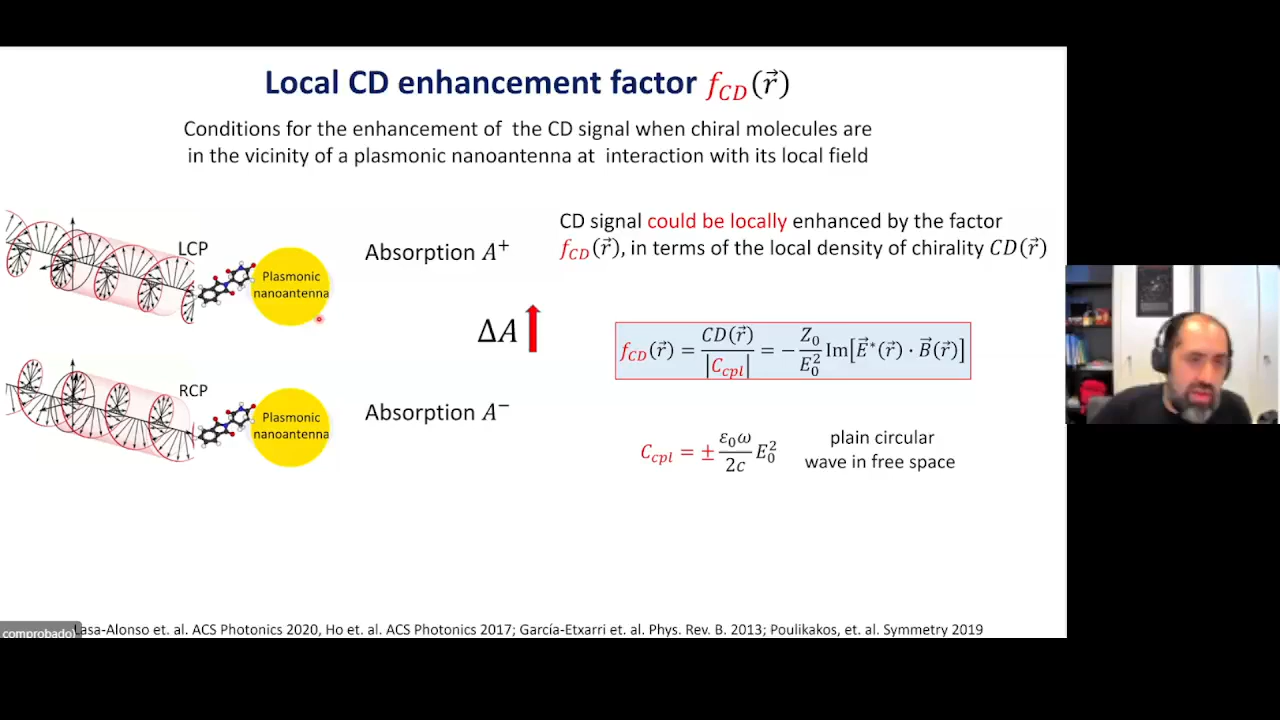 Local CD enhancement factor f_CD(r⃗)
Conditions for the enhancement of the CD signal when chiral molecules are
in the vicinity of a plasmonic nanoantenna at interaction with its local field
LCP
Plasmonic
nanoantenna
Absorption A⁺
CD signal could be locally enhanced by the factor
f_CD(r⃗), in terms of the local density of chirality CD(r⃗)
ΔA
f_CD(r⃗) = CD(r⃗)/|C_cpl| = −Z₀/E₀² Im[E⃗*(r⃗) · B⃗(r⃗)]
RCP
Plasmonic
nanoantenna
Absorption A⁻
C_cpl = ± ε₀ω/2c E₀²
plain circular
wave in free space
comprobado)
Lasa-Alonso et. al. ACS Photonics 2020, Ho et. al. ACS Photonics 2017; García-Etxarri et. al. Phys. Rev. B. 2013; Poulikakos, et. al. Symmetry 2019